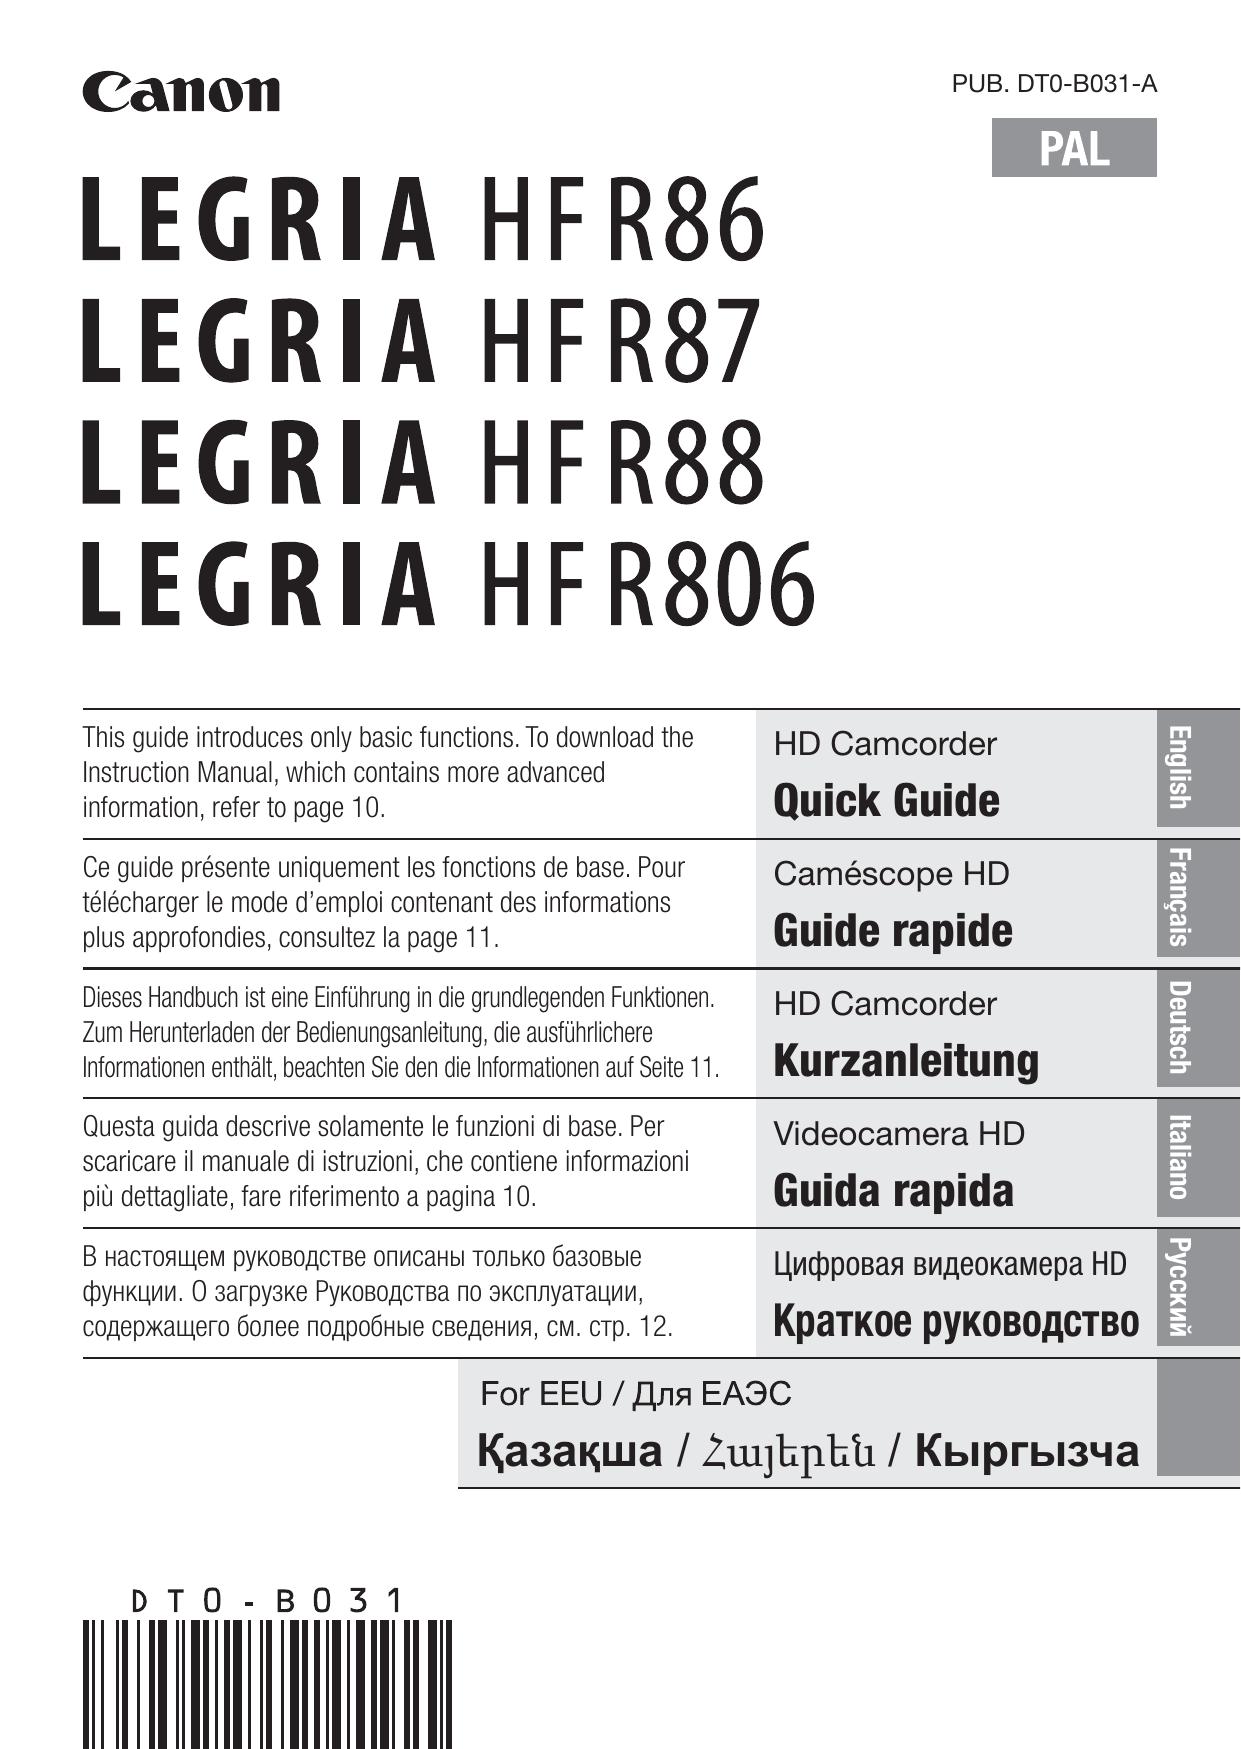 Canon
PUB. DT0-B031-A
PAL
LEGRIA HF R86
LEGRIA HF R87
LEGRIA HF R88
LEGRIA HF R806
This guide introduces only basic functions. To download the
Instruction Manual, which contains more advanced
information, refer to page 10.
HD Camcorder
Quick Guide
English
Ce guide présente uniquement les fonctions de base. Pour
télécharger le mode d’emploi contenant des informations
plus approfondies, consultez la page 11.
Caméscope HD
Guide rapide
Français
Dieses Handbuch ist eine Einführung in die grundlegenden Funktionen.
Zum Herunterladen der Bedienungsanleitung, die ausführlichere
Informationen enthält, beachten Sie den die Informationen auf Seite 11.
HD Camcorder
Kurzanleitung
Deutsch
Questa guida descrive solamente le funzioni di base. Per
scaricare il manuale di istruzioni, che contiene informazioni
più dettagliate, fare riferimento a pagina 10.
Videocamera HD
Guida rapida
Italiano
В настоящем руководстве описаны только базовые
функции. О загрузке Руководства по эксплуатации,
содержащего более подробные сведения, см. стр. 12.
Цифровая видеокамера HD
Краткое руководство
Русский
For EEU / Для ЕАЭС
Қазақша / Հայերեն / Кыргызча
DT0-B031